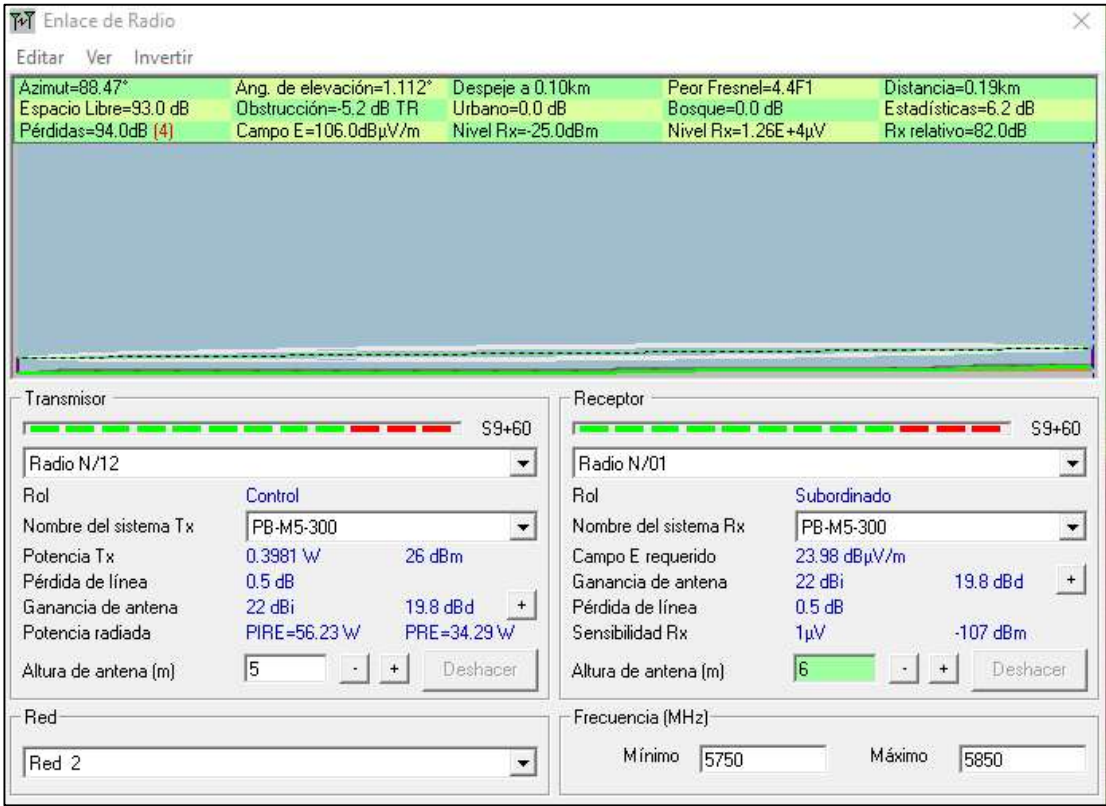 Enlace de Radio
Editar Ver Invertir
Azimut=88.47° Ang. de elevación=1.112° Despeje a 0.10km Peor Fresnel=4.4F1 Distancia=0.19km
Espacio Libre=93.0 dB Obstrucción=-5.2 dB TR Urbano=0.0 dB Bosque=0.0 dB Estadísticas=6.2 dB
Pérdidas=94.0dB (4) Campo E=106.0dBµV/m Nivel Rx=-25.0dBm Nivel Rx=1.26E+4µV Rx relativo=82.0dB
Transmisor
S9+60
Radio N/12
Rol Control
Nombre del sistema Tx PB-M5-300
Potencia Tx 0.3981 W 26 dBm
Pérdida de línea 0.5 dB
Ganancia de antena 22 dBi 19.8 dBd +
Potencia radiada PIRE=56.23 W PRE=34.29 W
Altura de antena (m) 5 - + Deshacer
Receptor
S9+60
Radio N/01
Rol Subordinado
Nombre del sistema Rx PB-M5-300
Campo E requerido 23.98 dBµV/m
Ganancia de antena 22 dBi 19.8 dBd +
Pérdida de línea 0.5 dB
Sensibilidad Rx 1µV -107 dBm
Altura de antena (m) 6 - + Deshacer
Red
Red 2
Frecuencia (MHz)
Mínimo 5750 Máximo 5850